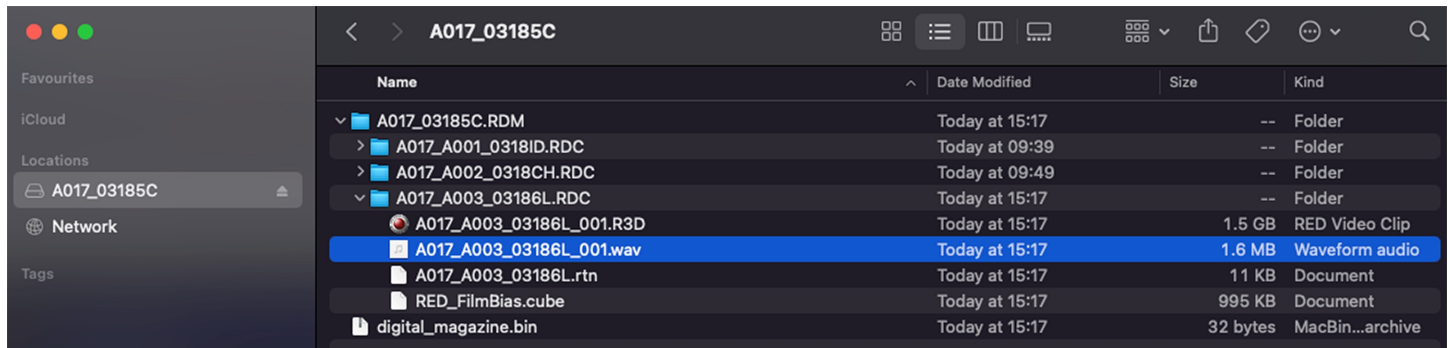 A017_03185C
Favourites
iCloud
Locations
A017_03185C
Network
Tags
Name Date Modified Size Kind
A017_03185C.RDM Today at 15:17 -- Folder
A017_A001_0318ID.RDC Today at 09:39 -- Folder
A017_A002_0318CH.RDC Today at 09:49 -- Folder
A017_A003_03186L.RDC Today at 15:17 -- Folder
A017_A003_03186L_001.R3D Today at 15:17 1.5 GB RED Video Clip
A017_A003_03186L_001.wav Today at 15:17 1.6 MB Waveform audio
A017_A003_03186L.rtn Today at 15:17 11 KB Document
RED_FilmBias.cube Today at 15:17 995 KB Document
digital_magazine.bin Today at 15:17 32 bytes MacBin...archive